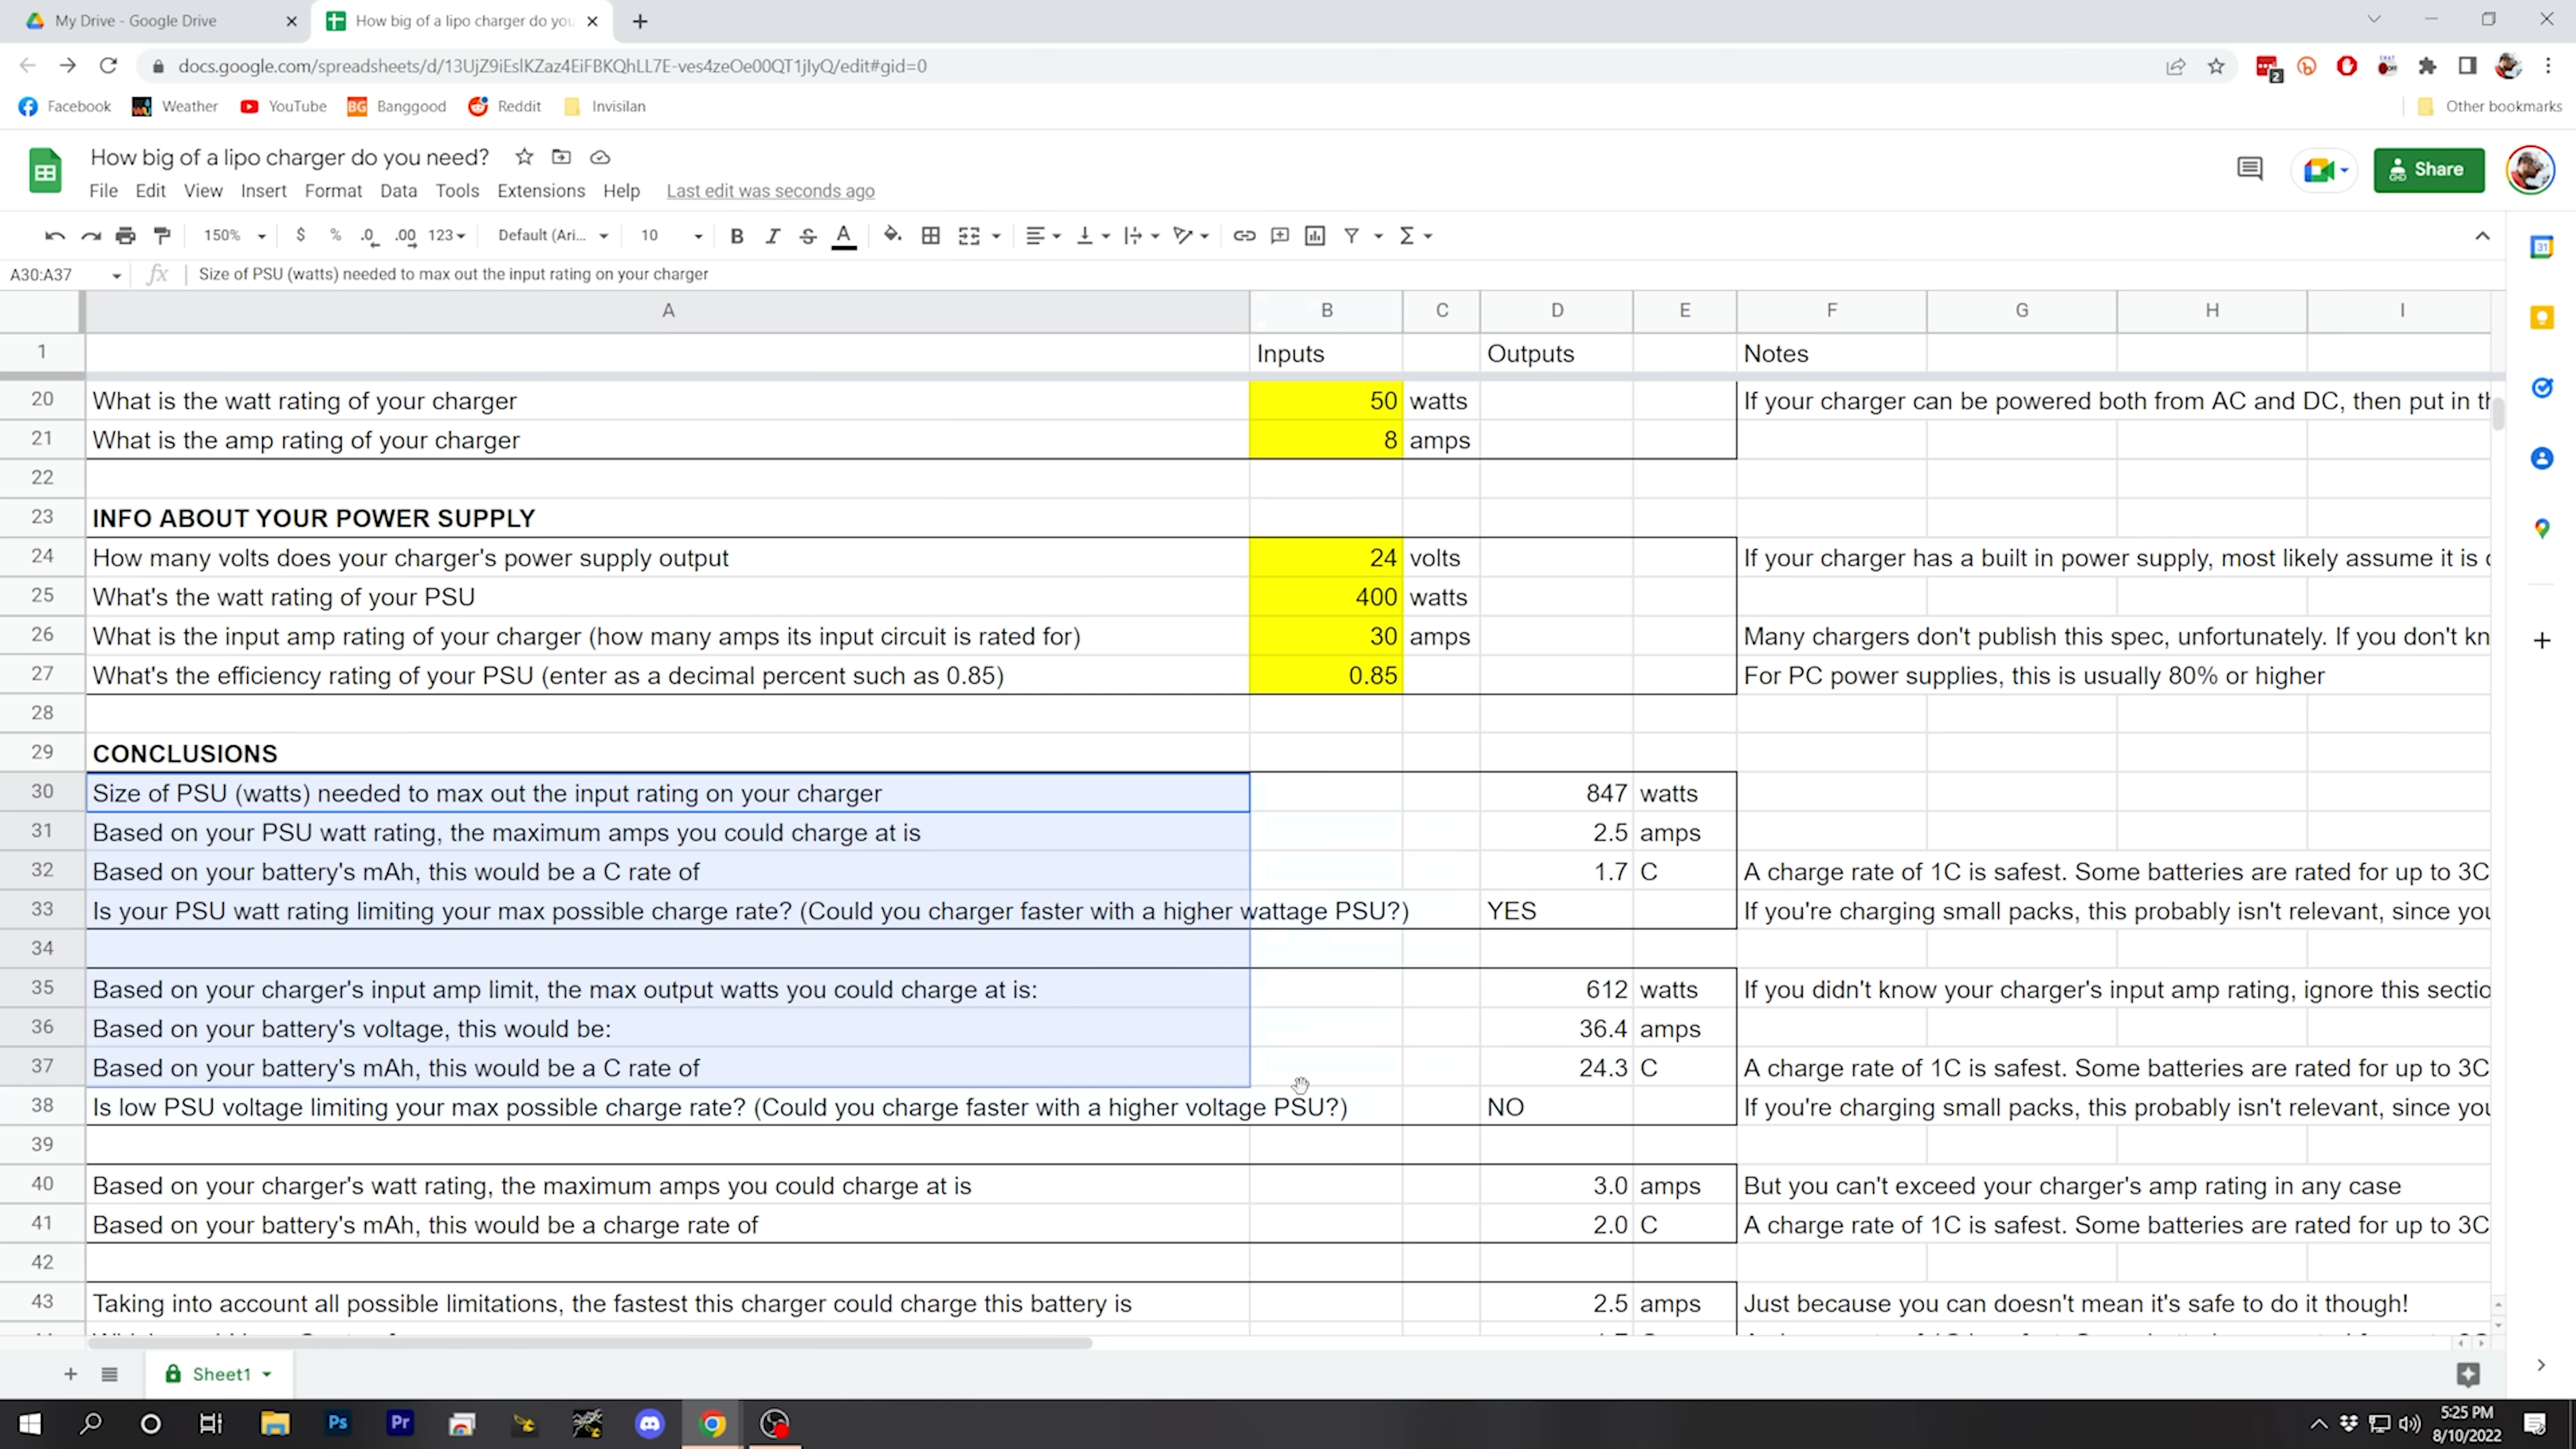 My Drive - Google Drive
How big of a lipo charger do you
docs.google.com/spreadsheets/d/13UjZ9iEslKZaz4EiFBKQhLL7E-ves4zeOe00QT1jIyQ/edit#gid=0
2
Facebook Weather YouTube BG Banggood Reddit Invisilan Other bookmarks
How big of a lipo charger do you need?
File Edit View Insert Format Data Tools Extensions Help Last edit was seconds ago
Share
150% $ % .0 .00 123 Default (Ari... 10 B I S A
31
A30:A37 fx Size of PSU (watts) needed to max out the input rating on your charger
A B C D E F G H I
1 Inputs Outputs Notes
20 What is the watt rating of your charger 50 watts If your charger can be powered both from AC and DC, then put in th
21 What is the amp rating of your charger 8 amps
22
23 INFO ABOUT YOUR POWER SUPPLY
24 How many volts does your charger's power supply output 24 volts If your charger has a built in power supply, most likely assume it is
25 What's the watt rating of your PSU 400 watts
26 What is the input amp rating of your charger (how many amps its input circuit is rated for) 30 amps Many chargers don't publish this spec, unfortunately. If you don't kn
27 What's the efficiency rating of your PSU (enter as a decimal percent such as 0.85) 0.85 For PC power supplies, this is usually 80% or higher
28
29 CONCLUSIONS
30 Size of PSU (watts) needed to max out the input rating on your charger 847 watts
31 Based on your PSU watt rating, the maximum amps you could charge at is 2.5 amps
32 Based on your battery's mAh, this would be a C rate of 1.7 C A charge rate of 1C is safest. Some batteries are rated for up to 3C
33 Is your PSU watt rating limiting your max possible charge rate? (Could you charger faster with a higher wattage PSU?) YES If you're charging small packs, this probably isn't relevant, since you
34
35 Based on your charger's input amp limit, the max output watts you could charge at is: 612 watts If you didn't know your charger's input amp rating, ignore this sectio
36 Based on your battery's voltage, this would be: 36.4 amps
37 Based on your battery's mAh, this would be a C rate of 24.3 C A charge rate of 1C is safest. Some batteries are rated for up to 3C
38 Is low PSU voltage limiting your max possible charge rate? (Could you charge faster with a higher voltage PSU?) NO If you're charging small packs, this probably isn't relevant, since you
39
40 Based on your charger's watt rating, the maximum amps you could charge at is 3.0 amps But you can't exceed your charger's amp rating in any case
41 Based on your battery's mAh, this would be a charge rate of 2.0 C A charge rate of 1C is safest. Some batteries are rated for up to 3C
42
43 Taking into account all possible limitations, the fastest this charger could charge this battery is 2.5 amps Just because you can doesn't mean it's safe to do it though!
Sheet1
Ps Pr
5:25 PM
8/10/2022